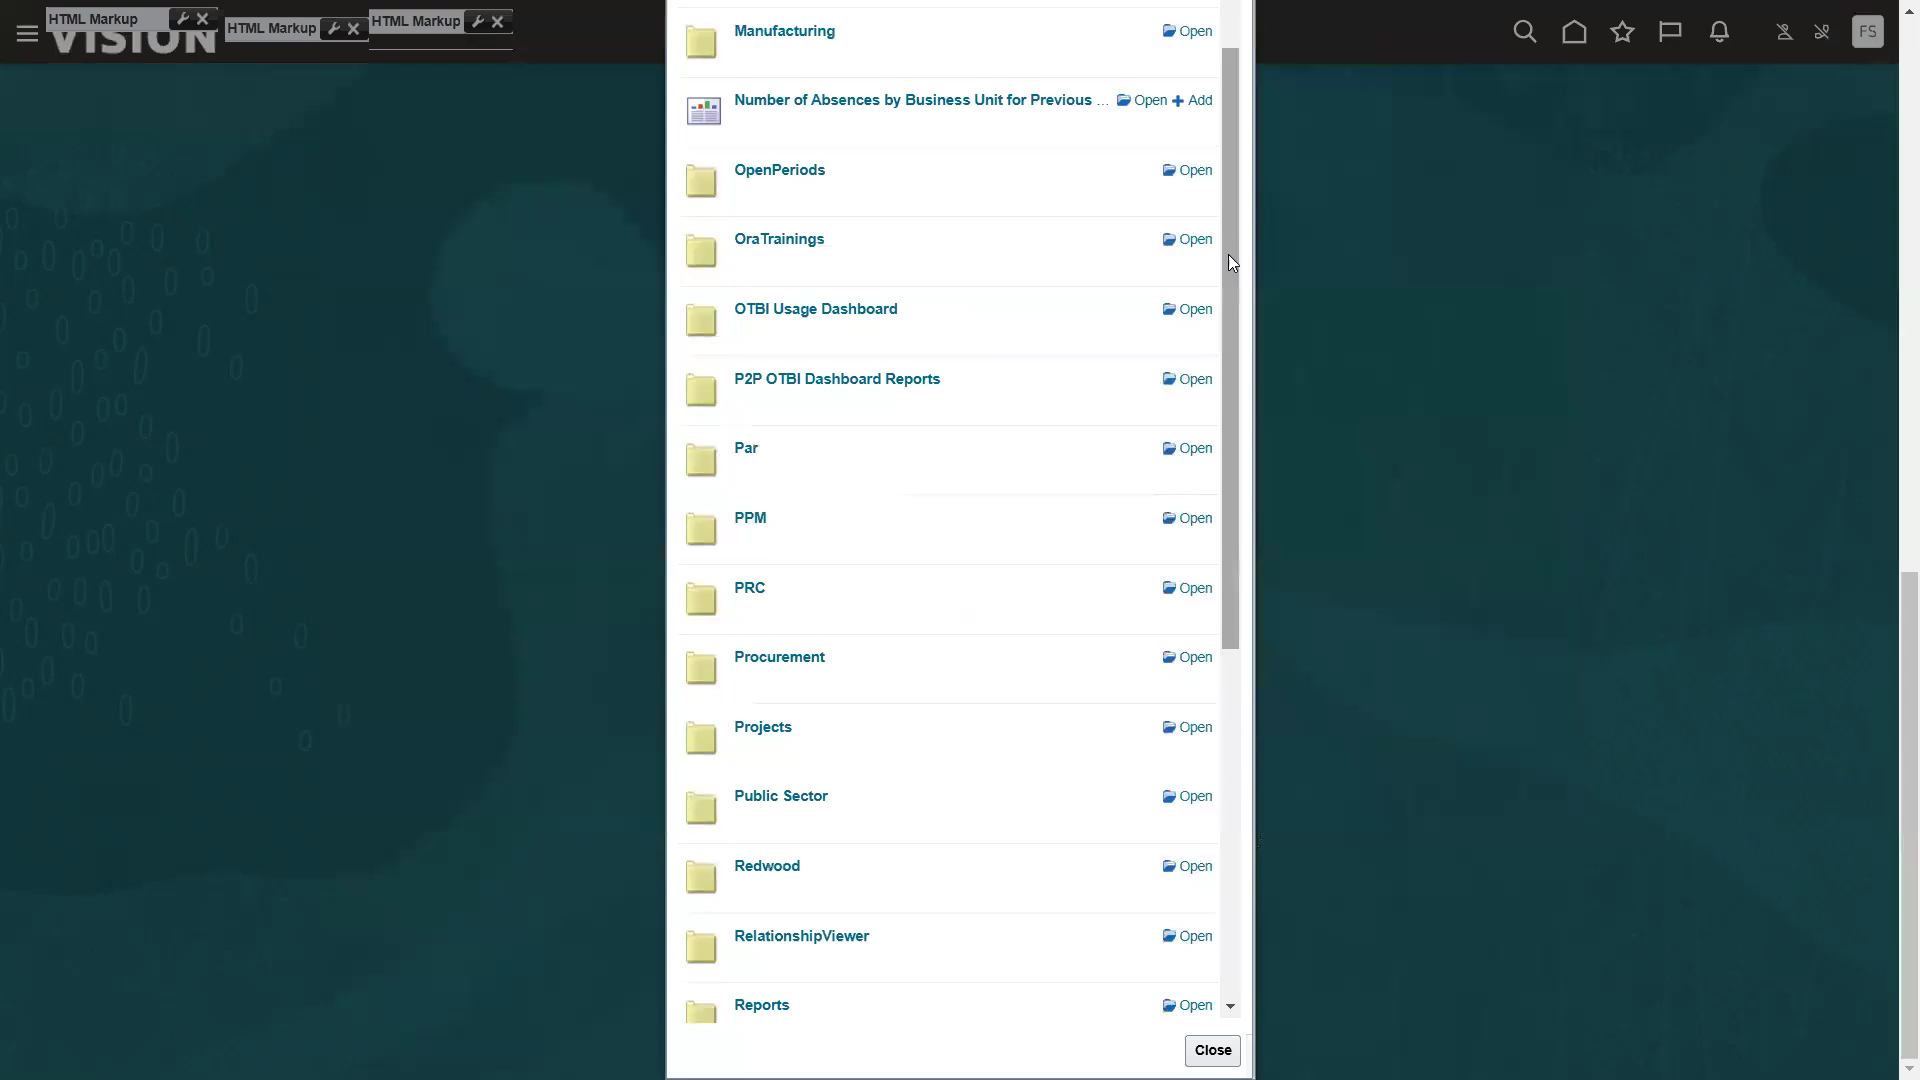 HTML Markup
HTML Markup
HTML Markup
VISION
FS
Manufacturing Open
Number of Absences by Business Unit for Previous ... Open Add
OpenPeriods Open
OraTrainings Open
OTBI Usage Dashboard Open
P2P OTBI Dashboard Reports Open
Par Open
PPM Open
PRC Open
Procurement Open
Projects Open
Public Sector Open
Redwood Open
RelationshipViewer Open
Reports Open
Close